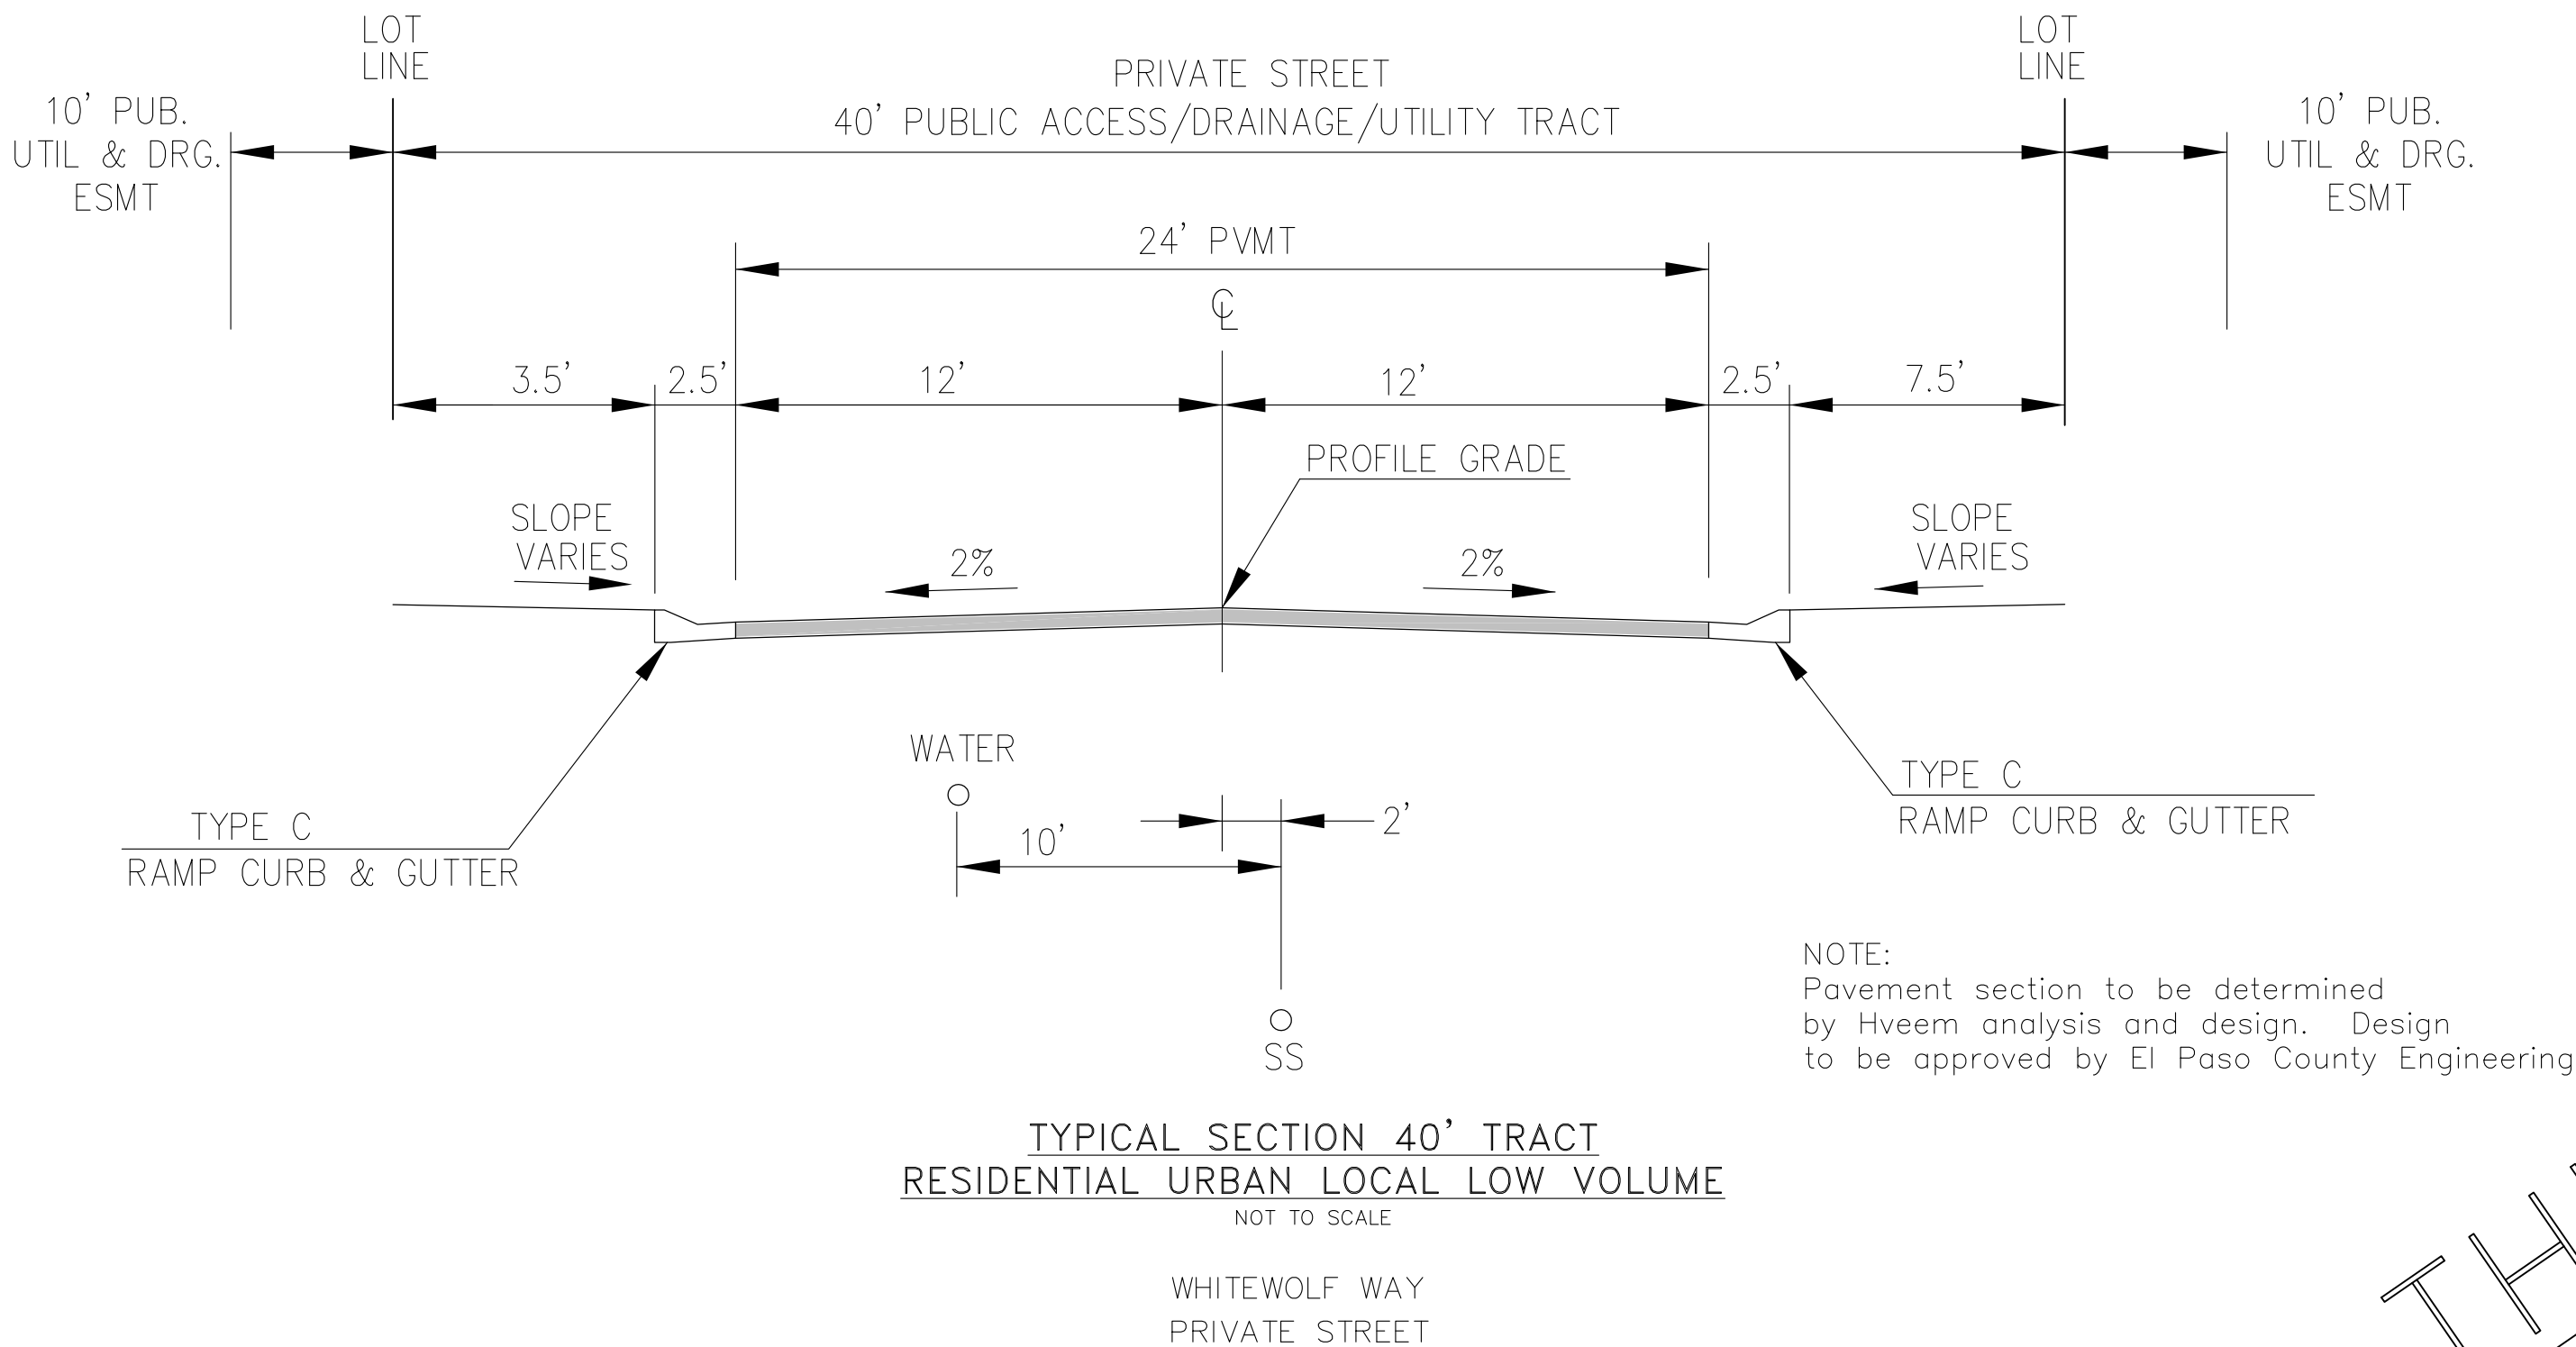 LOT
LINE
LOT
LINE
PRIVATE STREET
40' PUBLIC ACCESS/DRAINAGE/UTILITY TRACT
10' PUB.
UTIL & DRG.
ESMT
10' PUB.
UTIL & DRG.
ESMT
24' PVMT
℄
3.5' 2.5' 12' 12' 2.5' 7.5'
PROFILE GRADE
SLOPE
VARIES
2%
2%
SLOPE
VARIES
WATER
10'
2'
TYPE C
RAMP CURB & GUTTER
TYPE C
RAMP CURB & GUTTER
SS
NOTE:
Pavement section to be determined
by Hveem analysis and design. Design
to be approved by El Paso County Engineering
TYPICAL SECTION 40' TRACT
RESIDENTIAL URBAN LOCAL LOW VOLUME
NOT TO SCALE
WHITEWOLF WAY
PRIVATE STREET
TH